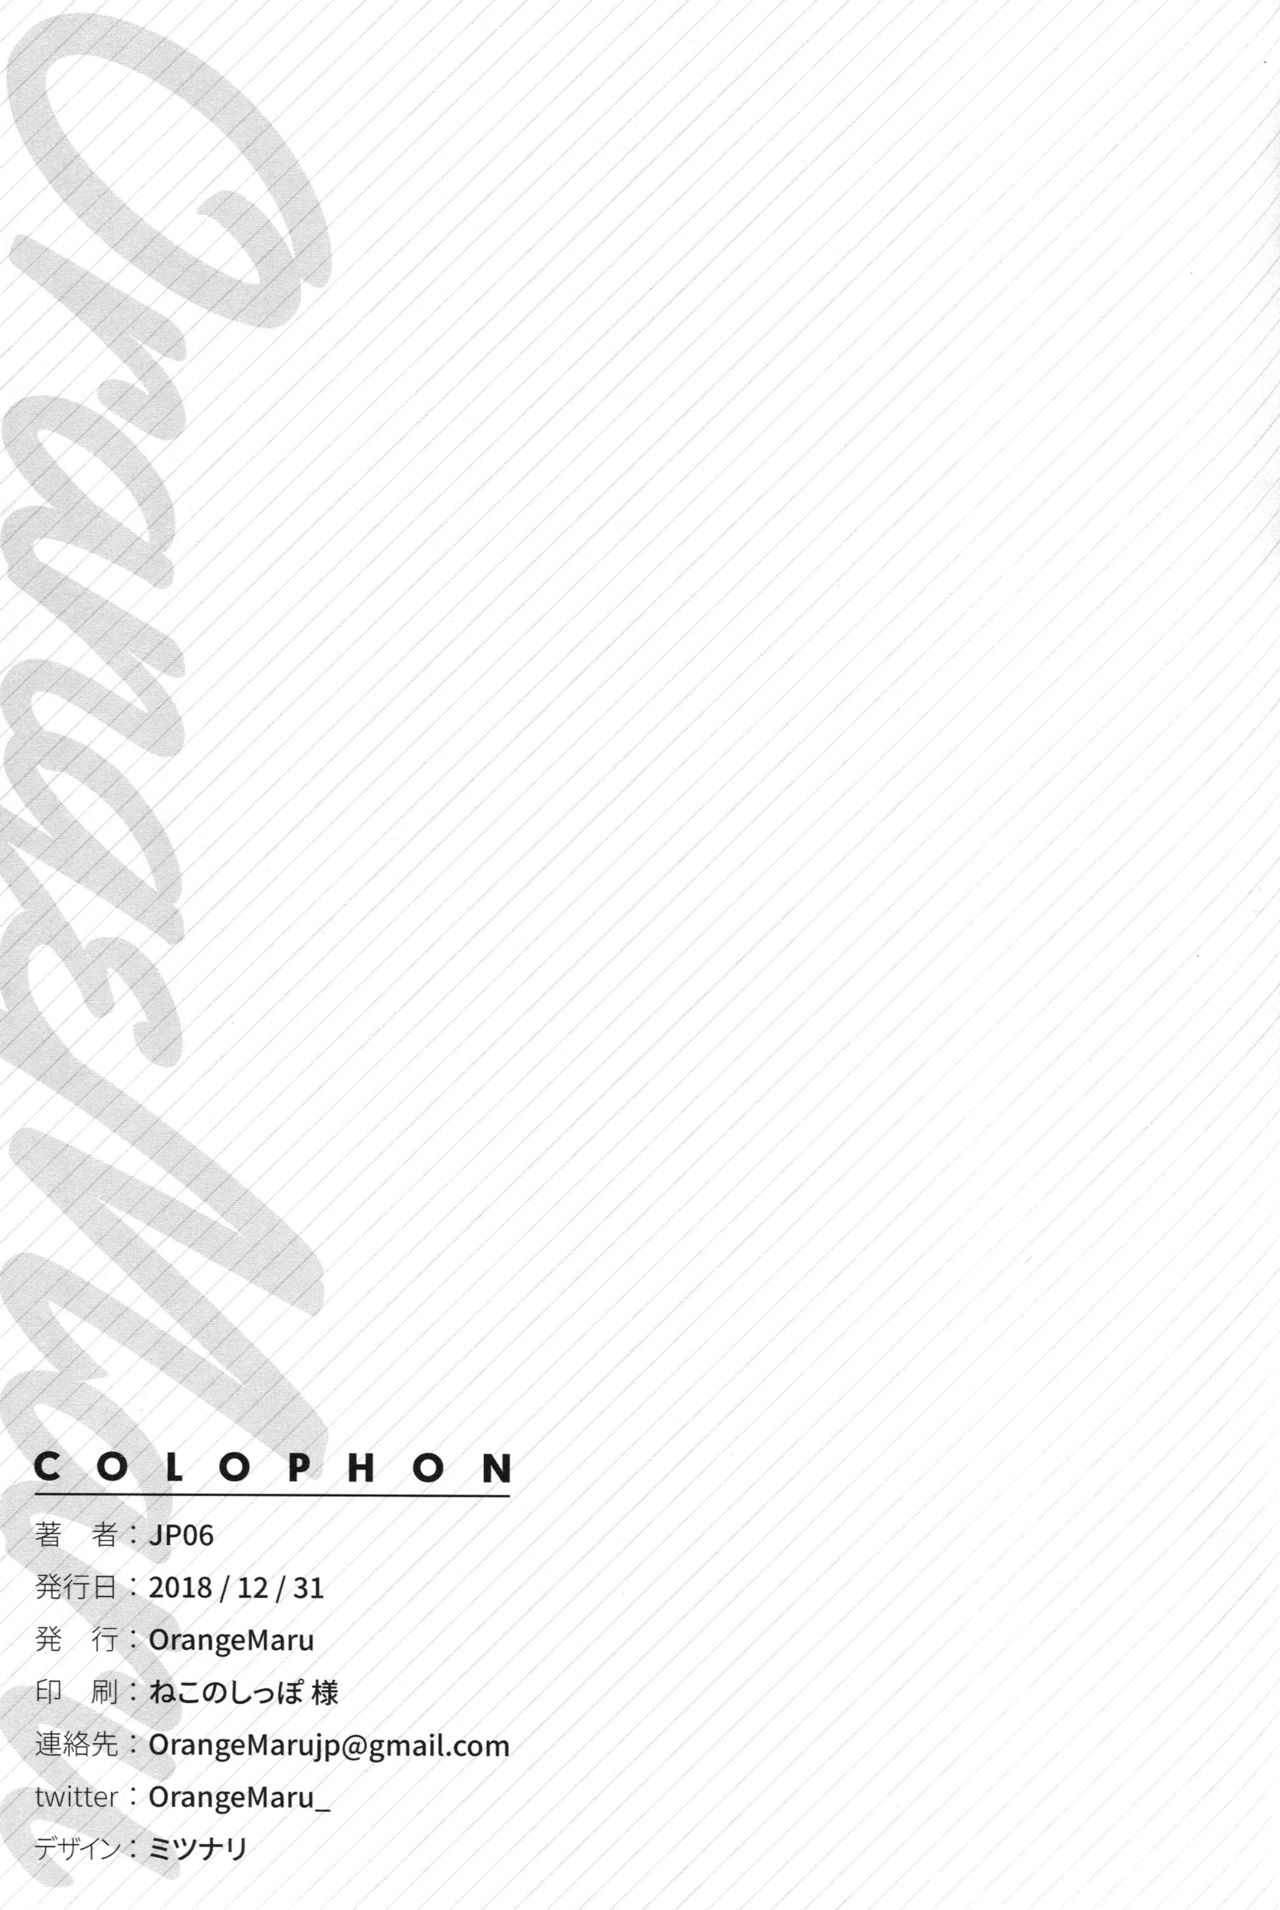 OrangeMaru
COLOPHON
著　者：JP06
発行日：2018 / 12 / 31
発　行：OrangeMaru
印　刷：ねこのしっぽ 様
連絡先：OrangeMarujp@gmail.com
twitter：OrangeMaru_
デザイン：ミツナリ